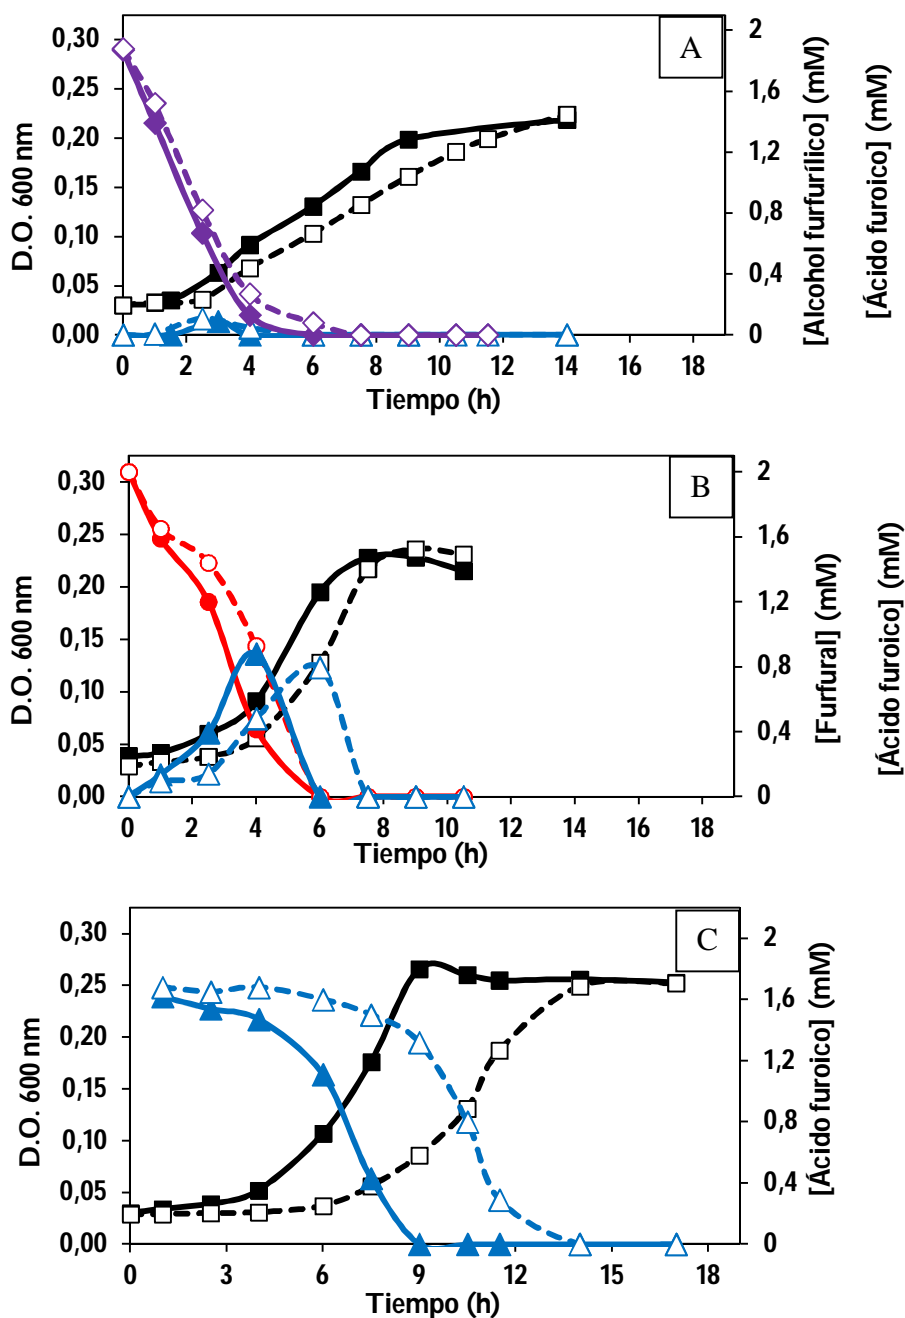 A
0,30
0,25
0,20
0,15
0,10
0,05
0,00
D.O. 600 nm
0 2 4 6 8 10 12 14 16 18
Tiempo (h)
2
1,6
1,2
0,8
0,4
0
[Alcohol furfurílico] (mM)
[Ácido furoico] (mM)
B
0,30
0,25
0,20
0,15
0,10
0,05
0,00
D.O. 600 nm
0 2 4 6 8 10 12 14 16 18
Tiempo (h)
2
1,6
1,2
0,8
0,4
0
[Furfural] (mM)
[Ácido furoico] (mM)
C
0,30
0,25
0,20
0,15
0,10
0,05
0,00
D.O. 600 nm
0 3 6 9 12 15 18
Tiempo (h)
2
1,6
1,2
0,8
0,4
0
[Ácido furoico] (mM)